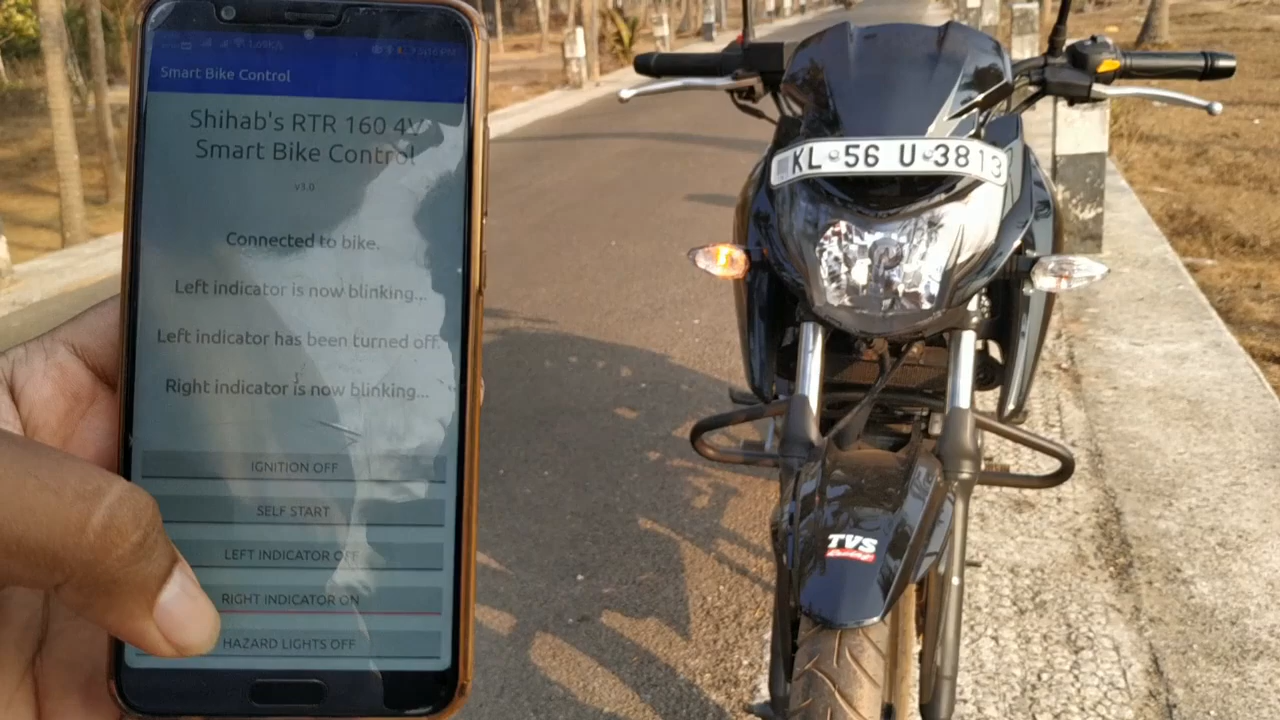 Smart Bike Control
Shihab's RTR 160 4V
Smart Bike Control
v3.0
Connected to bike.
Left indicator is now blinking...
Left indicator has been turned off.
Right indicator is now blinking...
IGNITION OFF
SELF START
LEFT INDICATOR OFF
RIGHT INDICATOR ON
HAZARD LIGHTS OFF
KL 56 U 3813
TVS
Racing